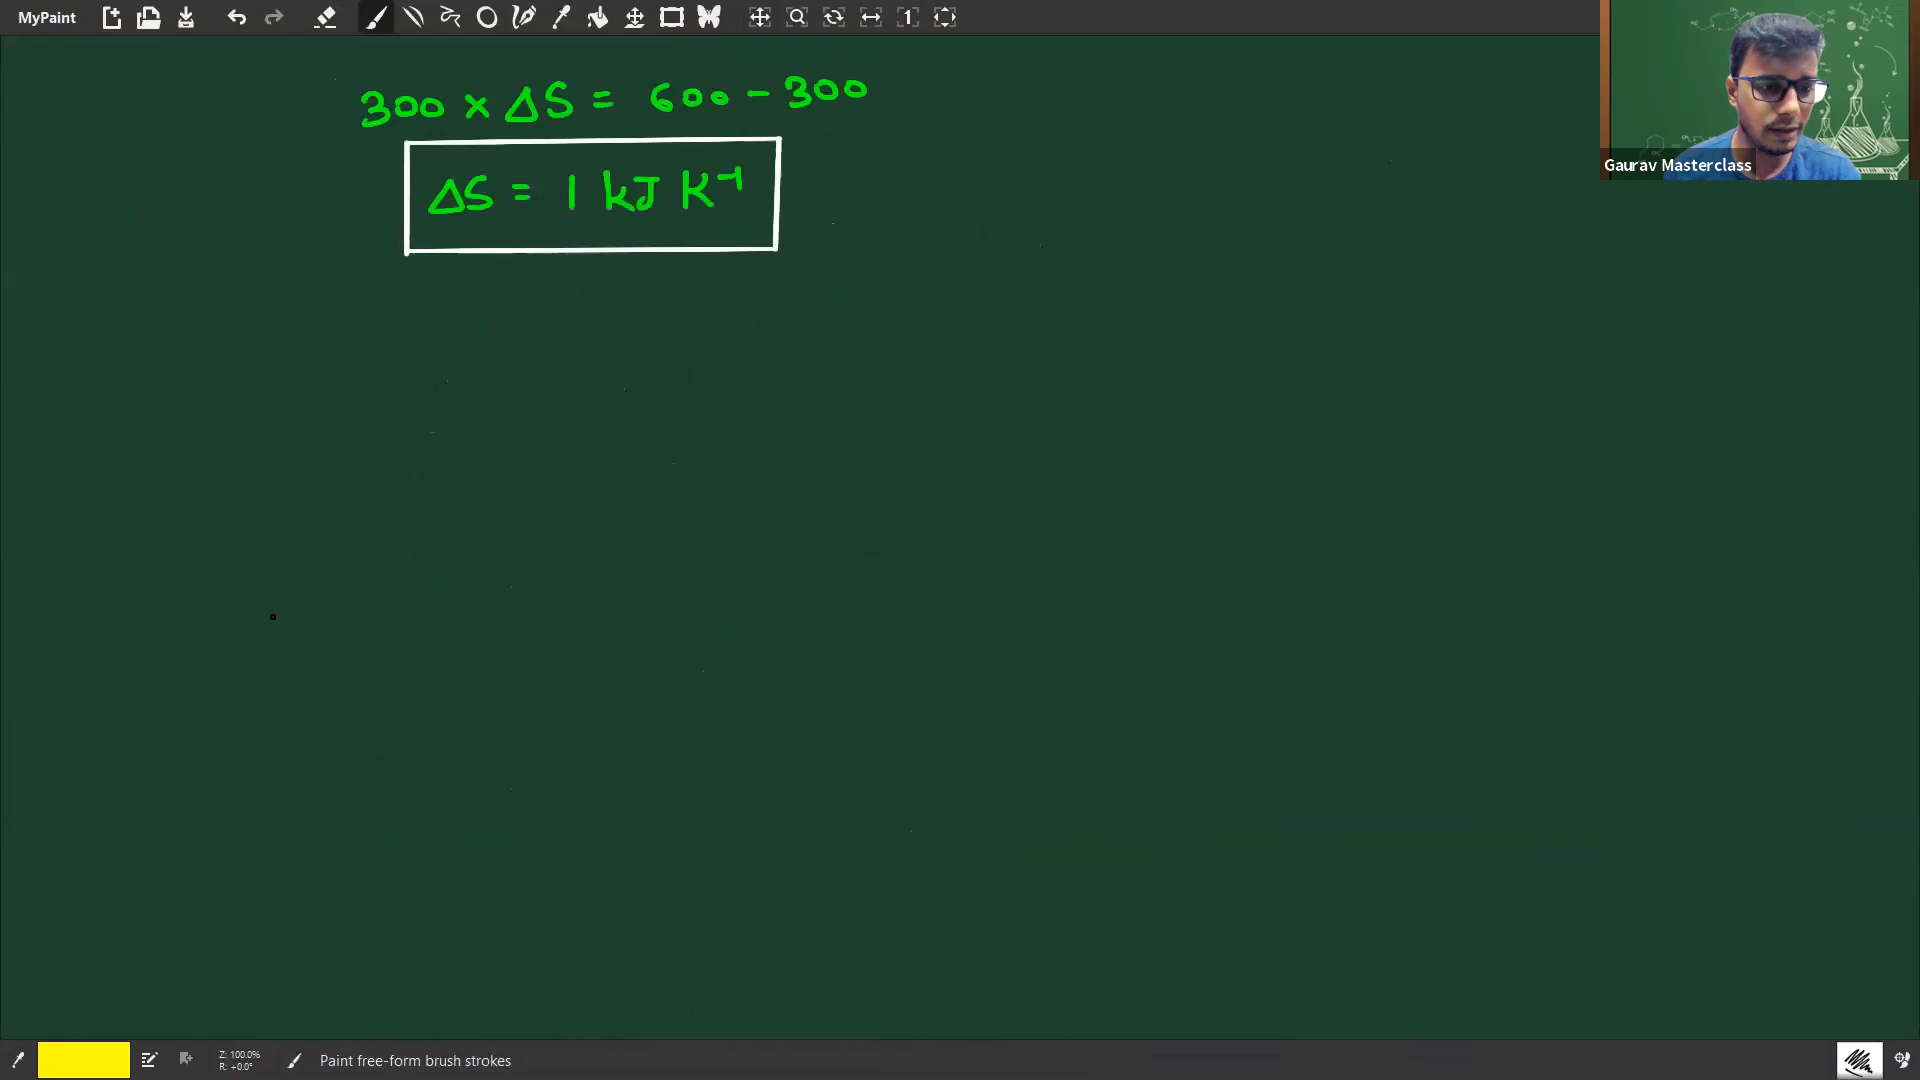 MyPaint
300 × ΔS = 600 - 300
ΔS = 1 kJ K⁻¹
Gaurav Masterclass
Z: 100.0%
R: +0.0°
Paint free-form brush strokes